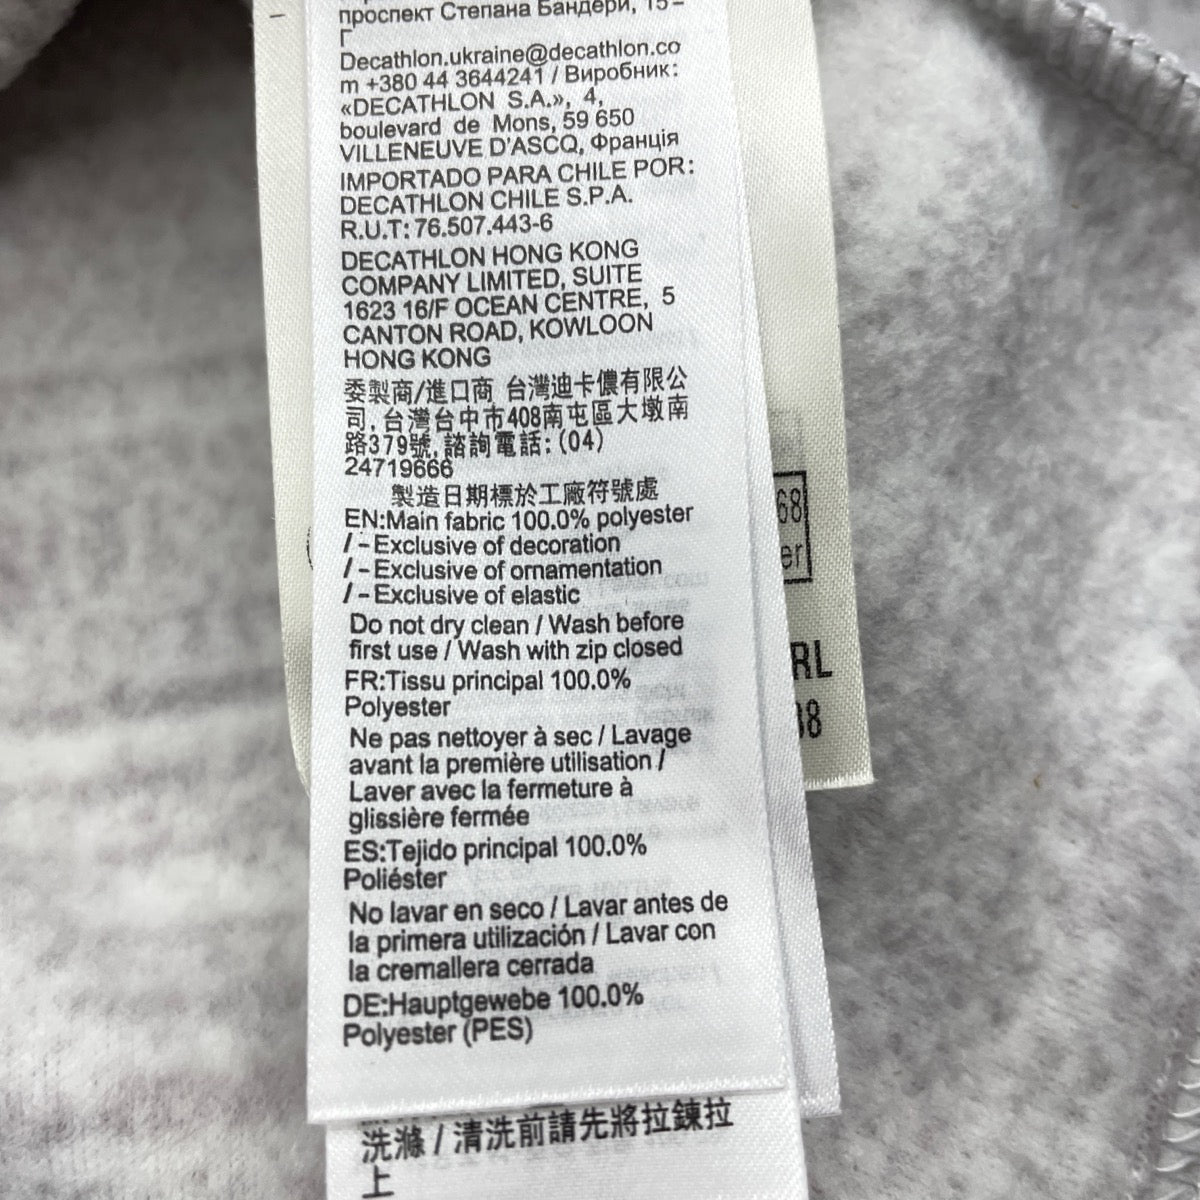 проспект Степана Бандери, 15-
Г
Decathlon.ukraine@decathlon.co
m +380 44 3644241 / Виробник:
«DECATHLON S.A.», 4,
boulevard de Mons, 59 650
VILLENEUVE D'ASCQ, Франція
IMPORTADO PARA CHILE POR:
DECATHLON CHILE S.P.A.
R.U.T: 76.507.443-6
DECATHLON HONG KONG
COMPANY LIMITED, SUITE
1623 16/F OCEAN CENTRE, 5
CANTON ROAD, KOWLOON
HONG KONG
委製商/進口商 台灣迪卡儂有限公
司, 台灣台中市408南屯區大墩南
路379號, 諮詢電話: (04)
24719666
製造日期標於工廠符號處
EN:Main fabric 100.0% polyester
/ - Exclusive of decoration
/ - Exclusive of ornamentation
/ - Exclusive of elastic
Do not dry clean / Wash before
first use / Wash with zip closed
FR:Tissu principal 100.0%
Polyester
Ne pas nettoyer à sec / Lavage
avant la première utilisation /
Laver avec la fermeture à
glissière fermée
ES:Tejido principal 100.0%
Poliéster
No lavar en seco / Lavar antes de
la primera utilización / Lavar con
la cremallera cerrada
DE:Hauptgewebe 100.0%
Polyester (PES)
洗滌 / 清洗前請先將拉鍊拉
上
68
er
RL
38